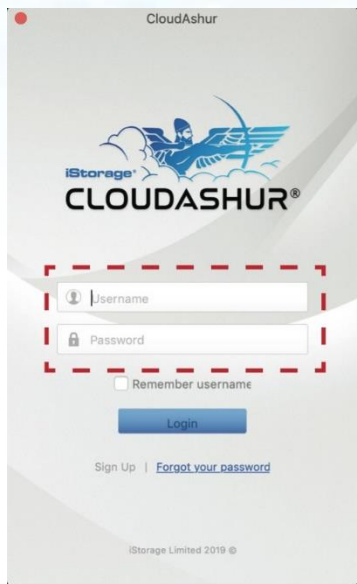 CloudAshur
iStorage®
CLOUDASHUR®
Username
Password
Remember username
Login
Sign Up | Forgot your password
iStorage Limited 2019 ©